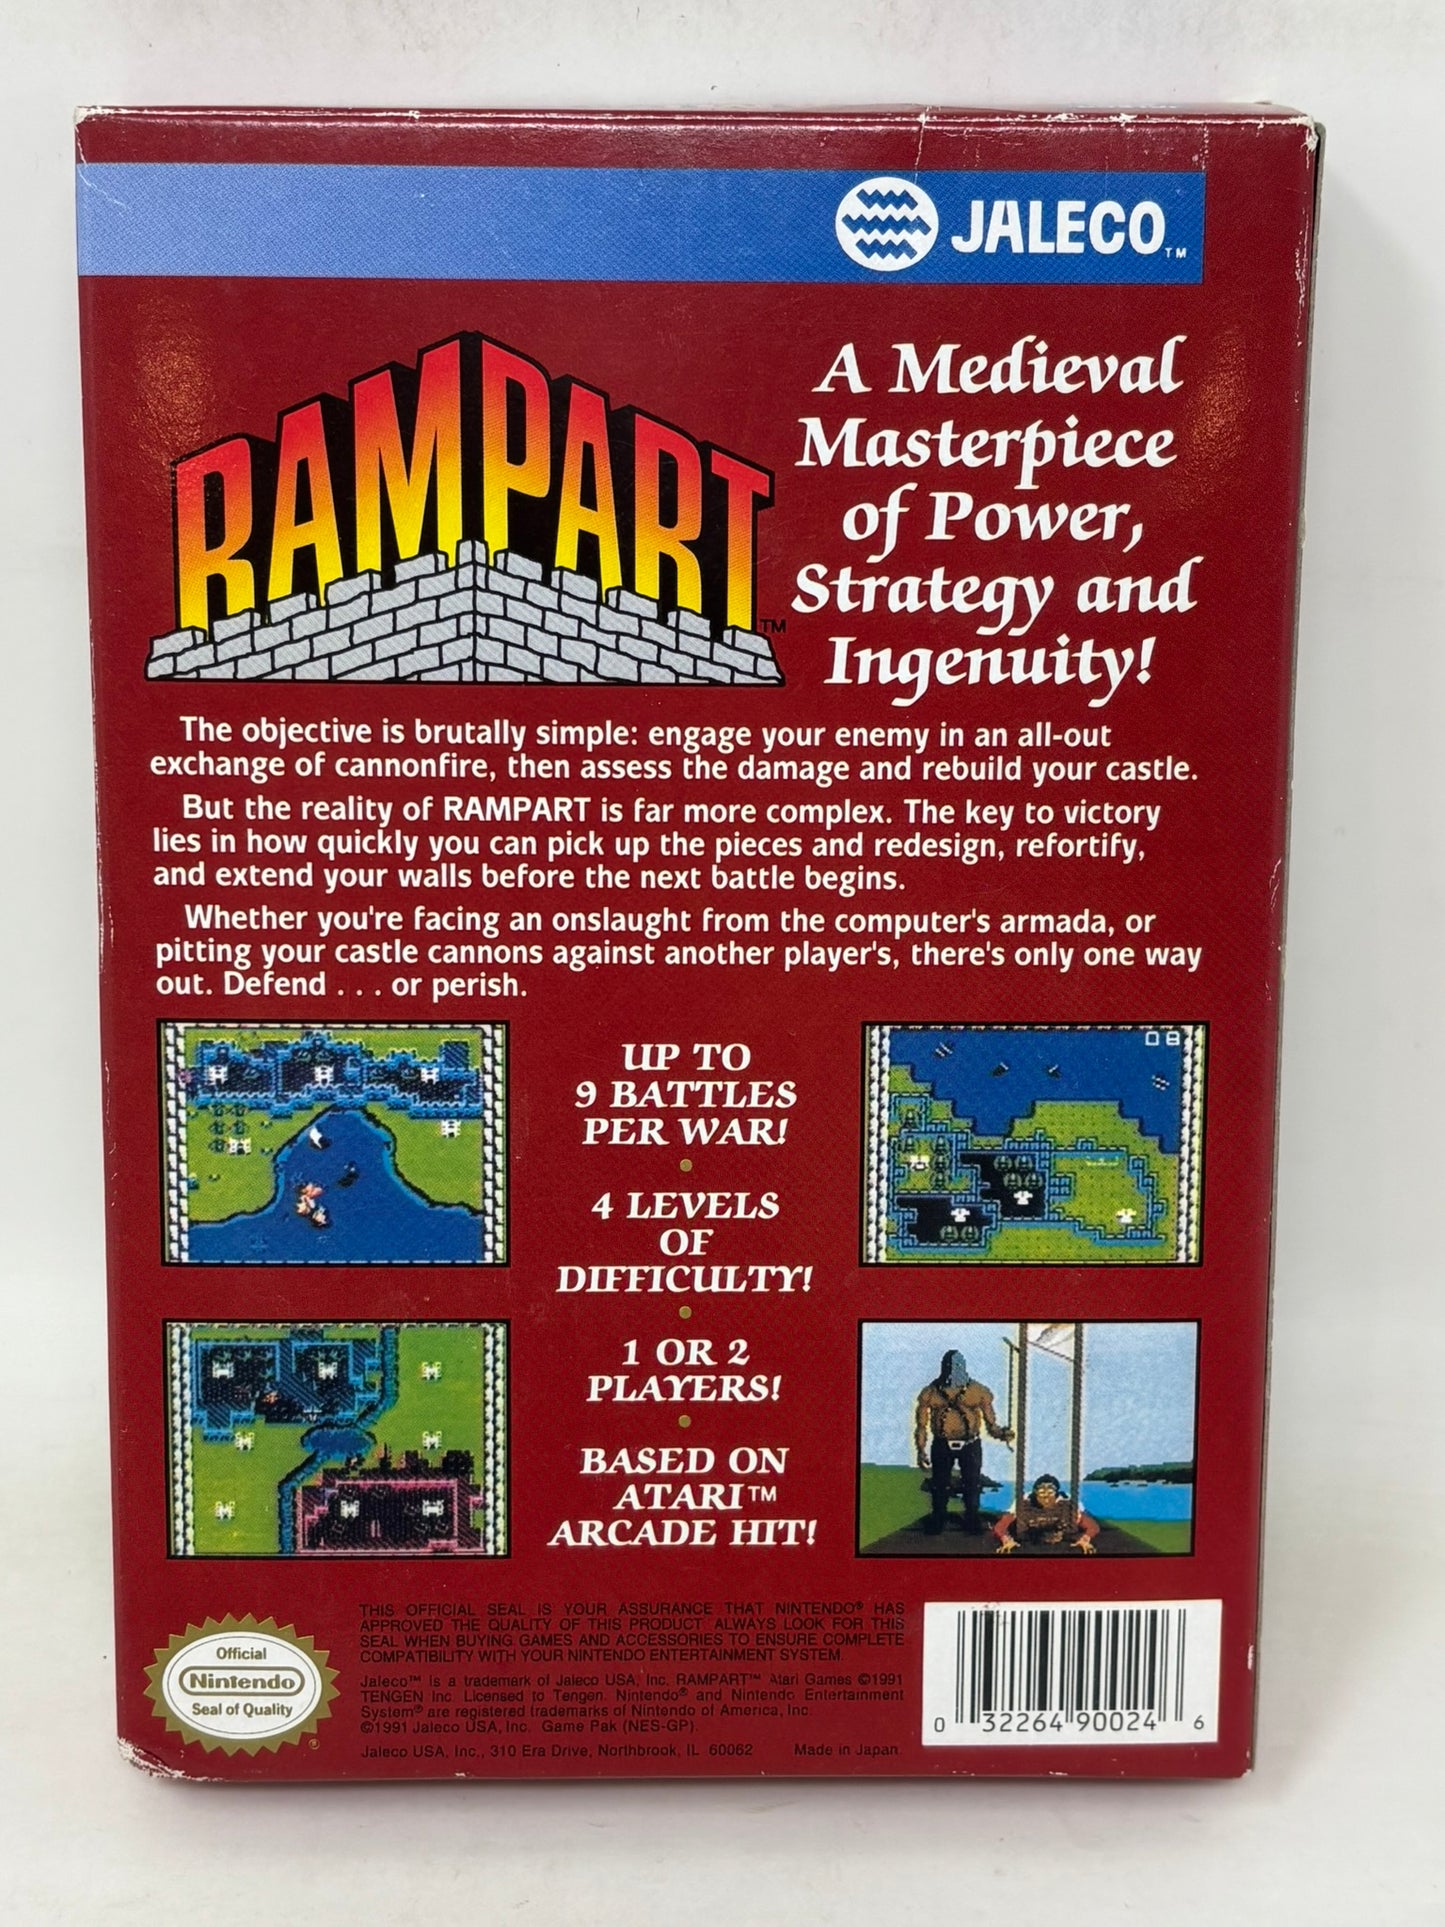 JALECO™
RAMPART™
A Medieval
Masterpiece
of Power,
Strategy and
Ingenuity!
The objective is brutally simple: engage your enemy in an all-out
exchange of cannonfire, then assess the damage and rebuild your castle.
But the reality of RAMPART is far more complex. The key to victory
lies in how quickly you can pick up the pieces and redesign, refortify,
and extend your walls before the next battle begins.
Whether you're facing an onslaught from the computer's armada, or
pitting your castle cannons against another player's, there's only one way
out. Defend . . . or perish.
UP TO
9 BATTLES
PER WAR!
4 LEVELS
OF
DIFFICULTY!
1 OR 2
PLAYERS!
BASED ON
ATARI™
ARCADE HIT!
08
Official
Nintendo
Seal of Quality
®
THIS OFFICIAL SEAL IS YOUR ASSURANCE THAT NINTENDO® HAS
APPROVED THE QUALITY OF THIS PRODUCT. ALWAYS LOOK FOR THIS
SEAL WHEN BUYING GAMES AND ACCESSORIES TO ENSURE COMPLETE
COMPATIBILITY WITH YOUR NINTENDO ENTERTAINMENT SYSTEM.
Jaleco™ is a trademark of Jaleco USA, Inc. RAMPART™ Atari Games ©1991
TENGEN Inc. Licensed to Tengen. Nintendo® and Nintendo Entertainment
System® are registered trademarks of Nintendo of America, Inc.
©1991 Jaleco USA, Inc. Game Pak (NES-GP).
Jaleco USA, Inc., 310 Era Drive, Northbrook, IL 60062 Made in Japan
0 32264 90024 6